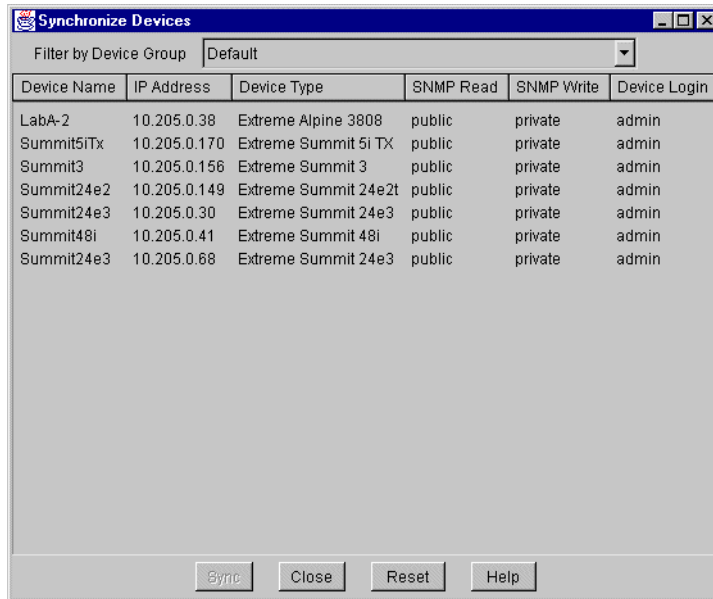 Synchronize Devices
Filter by Device Group Default
Device Name IP Address Device Type SNMP Read SNMP Write Device Login
LabA-2 10.205.0.38 Extreme Alpine 3808 public private admin
Summit5iTx 10.205.0.170 Extreme Summit 5i TX public private admin
Summit3 10.205.0.156 Extreme Summit 3 public private admin
Summit24e2 10.205.0.149 Extreme Summit 24e2t public private admin
Summit24e3 10.205.0.30 Extreme Summit 24e3 public private admin
Summit48i 10.205.0.41 Extreme Summit 48i public private admin
Summit24e3 10.205.0.68 Extreme Summit 24e3 public private admin
Sync Close Reset Help